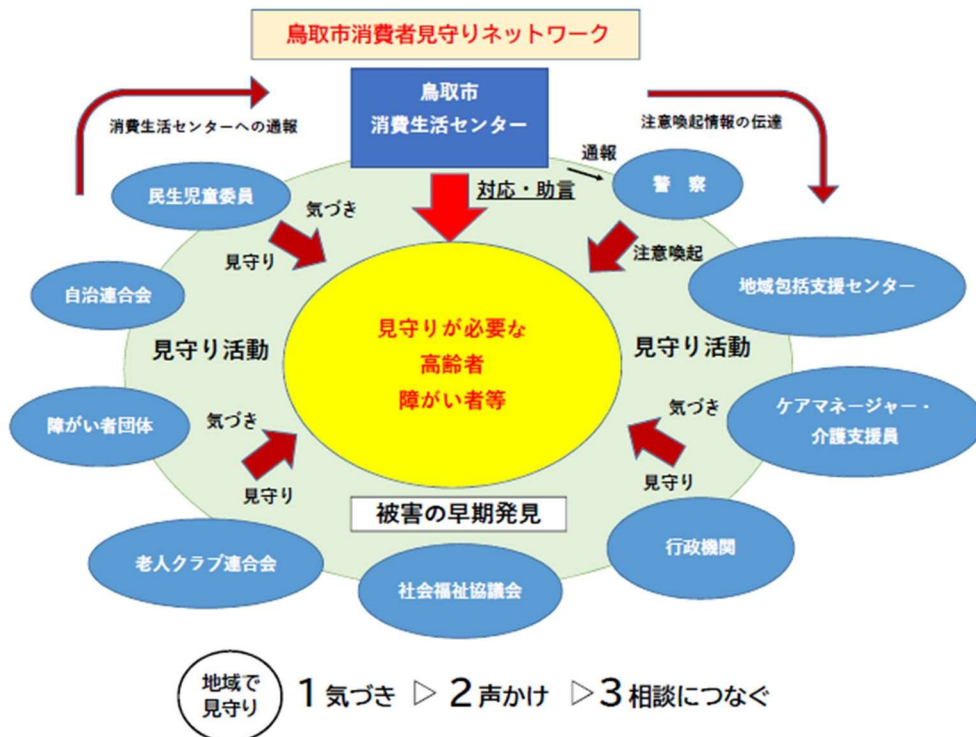 鳥取市消費者見守りネットワーク
鳥取市
消費生活センター
消費生活センターへの通報
注意喚起情報の伝達
通報
民生児童委員
警 察
対応・助言
気づき
見守り
注意喚起
自治連合会
地域包括支援センター
見守り活動
見守りが必要な
高齢者
障がい者等
見守り活動
障がい者団体
気づき
見守り
気づき
見守り
ケアマネージャー・
介護支援員
被害の早期発見
老人クラブ連合会
社会福祉協議会
行政機関
地域で
見守り
1 気づき ▷ 2 声かけ ▷ 3 相談につなぐ